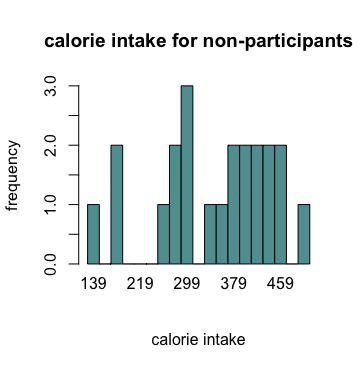 calorie intake for non-participants
frequency
3.0
2.0
1.0
0.0
139 219 299 379 459
calorie intake